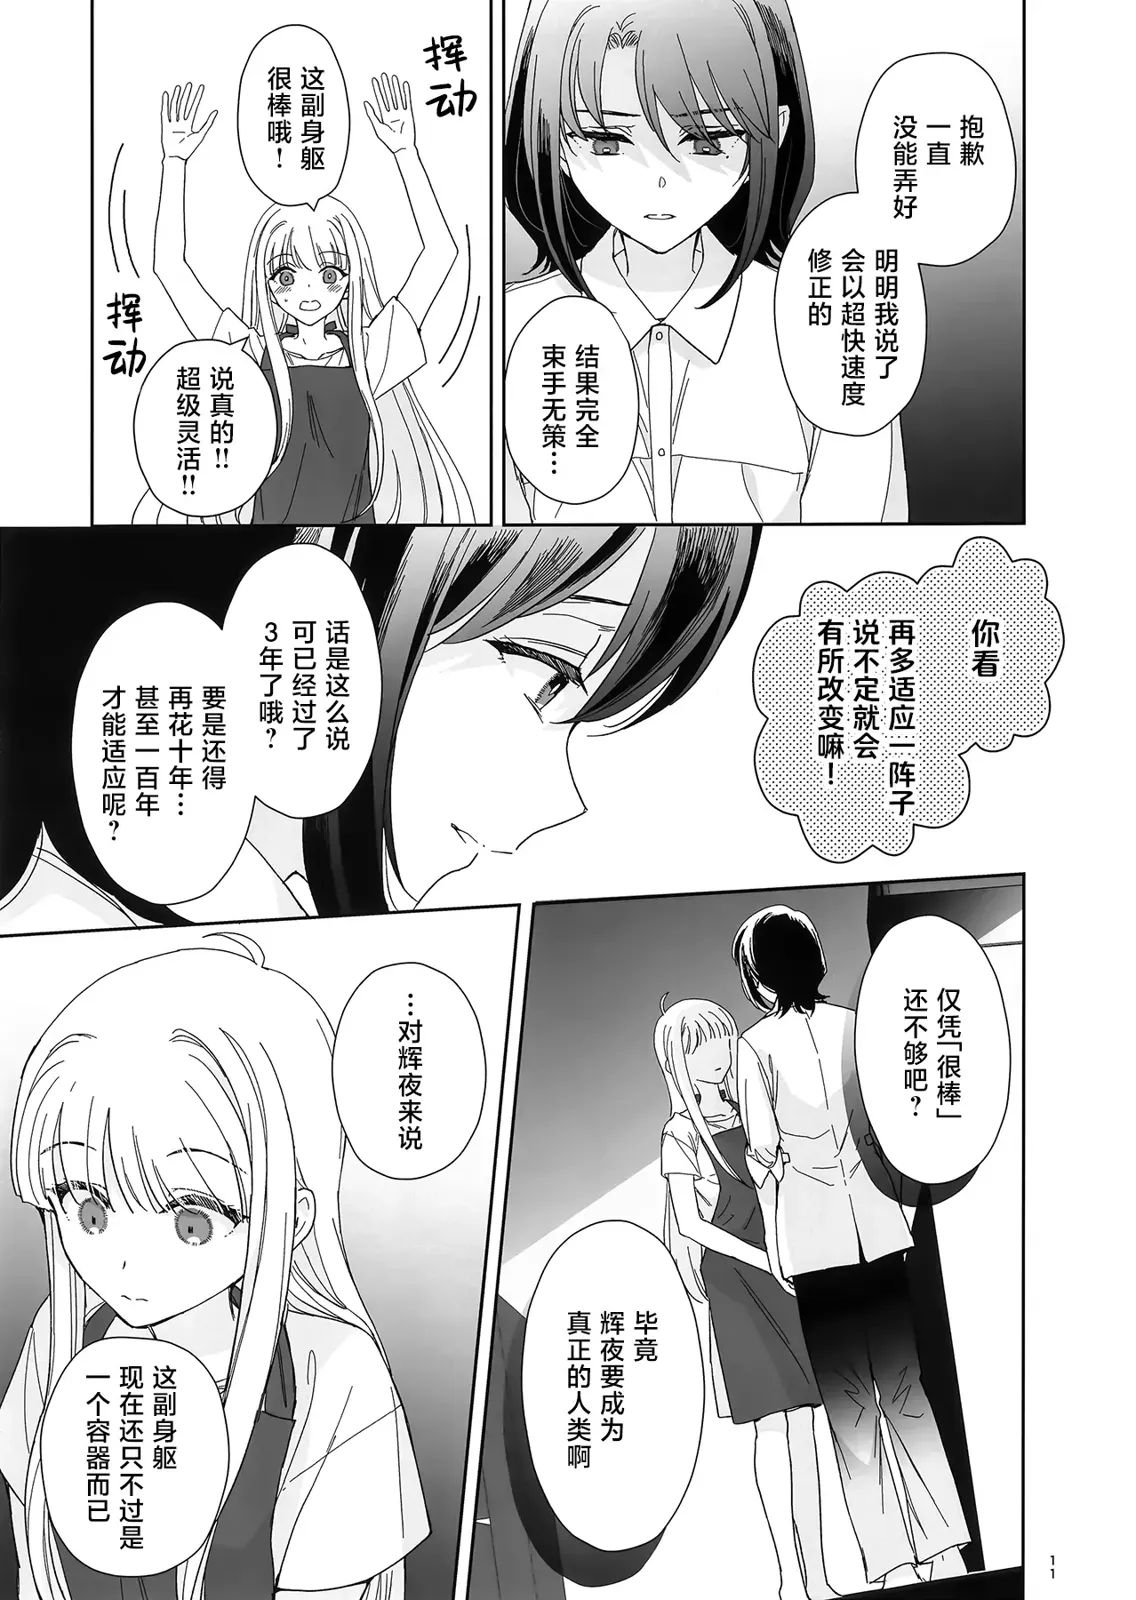 抱歉
一直
没能弄好
明明我说了
会以超快速度
修正的
结果完全
束手无策…
挥动
这副身躯
很棒哦！
挥动
说真的!!
超级灵活!!
你看
再多适应一阵子
说不定就会
有所改变嘛！
话是这么说
可已经过了
3年了哦？
要是还得
再花十年…
甚至一百年
才能适应呢？
仅凭「很棒」
还不够吧？
毕竟
辉夜要成为
真正的人类啊
…对辉夜来说
这副身躯
现在还只不过是
一个容器而已
11